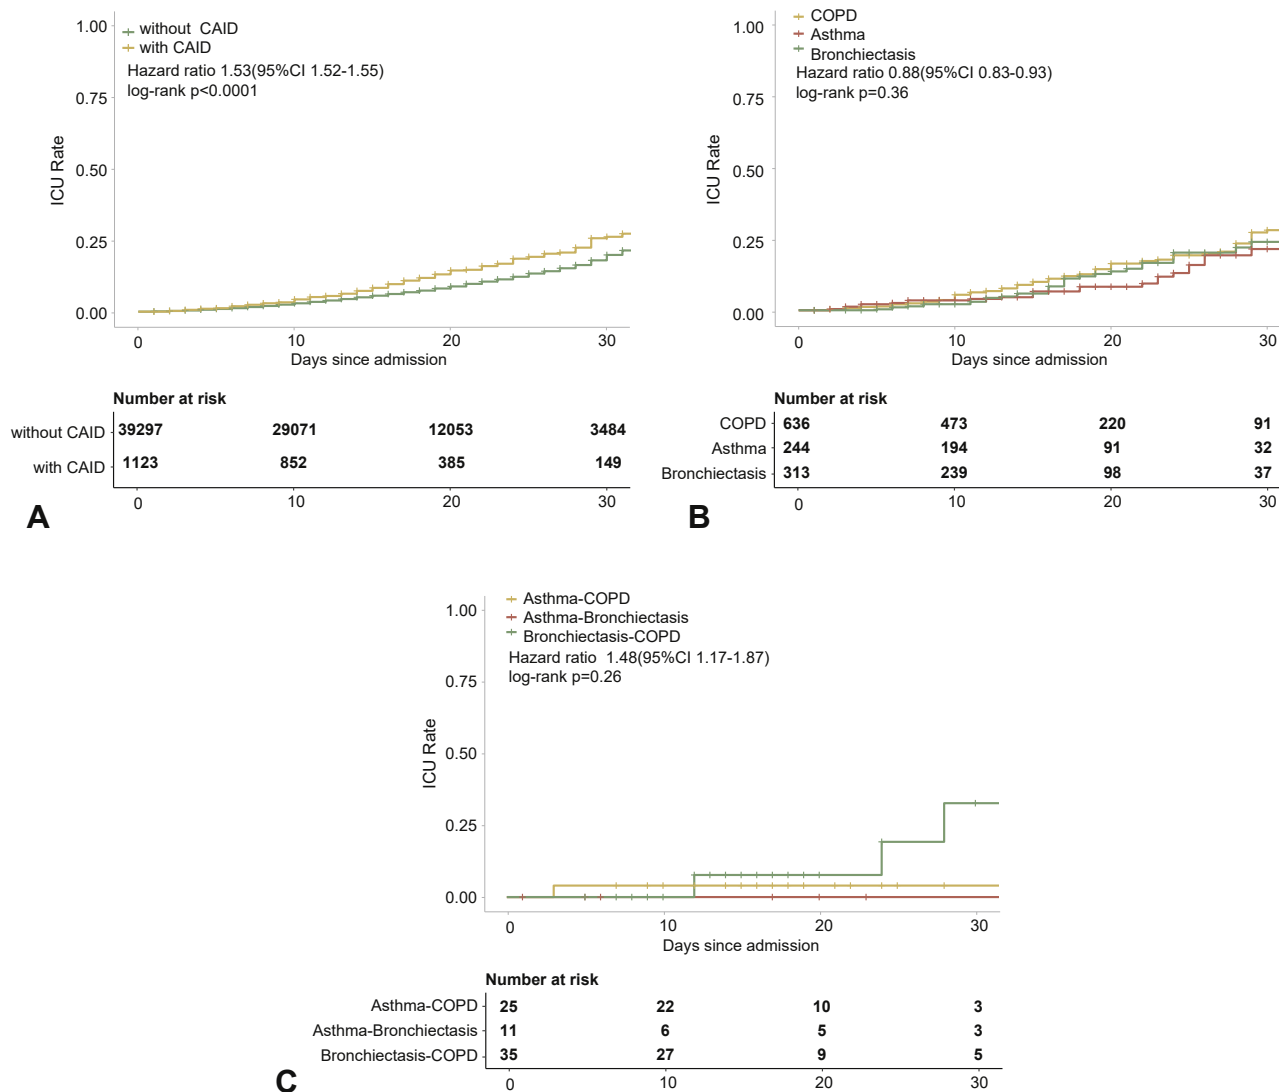 1.00
without CAID
with CAID
Hazard ratio 1.53(95%CI 1.52-1.55)
log-rank p<0.0001
0.75
0.50
0.25
0.00
ICU Rate
0 10 20 30
Days since admission
Number at risk
without CAID 39297 29071 12053 3484
with CAID 1123 852 385 149
0 10 20 30
A
1.00
COPD
Asthma
Bronchiectasis
Hazard ratio 0.88(95%CI 0.83-0.93)
log-rank p=0.36
0.75
0.50
0.25
0.00
ICU Rate
0 10 20 30
Days since admission
Number at risk
COPD 636 473 220 91
Asthma 244 194 91 32
Bronchiectasis 313 239 98 37
0 10 20 30
B
1.00
Asthma-COPD
Asthma-Bronchiectasis
Bronchiectasis-COPD
Hazard ratio 1.48(95%CI 1.17-1.87)
log-rank p=0.26
0.75
0.50
0.25
0.00
ICU Rate
0 10 20 30
Days since admission
Number at risk
Asthma-COPD 25 22 10 3
Asthma-Bronchiectasis 11 6 5 3
Bronchiectasis-COPD 35 27 9 5
0 10 20 30
C